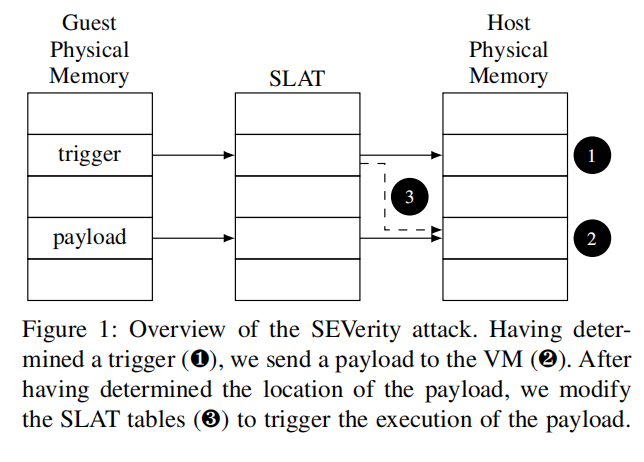 Guest
Physical
Memory
SLAT
Host
Physical
Memory
trigger
1
3
payload
2
Figure 1: Overview of the SEVerity attack. Having deter-
mined a trigger (❶), we send a payload to the VM (❷). After
having determined the location of the payload, we modify
the SLAT tables (❸) to trigger the execution of the payload.